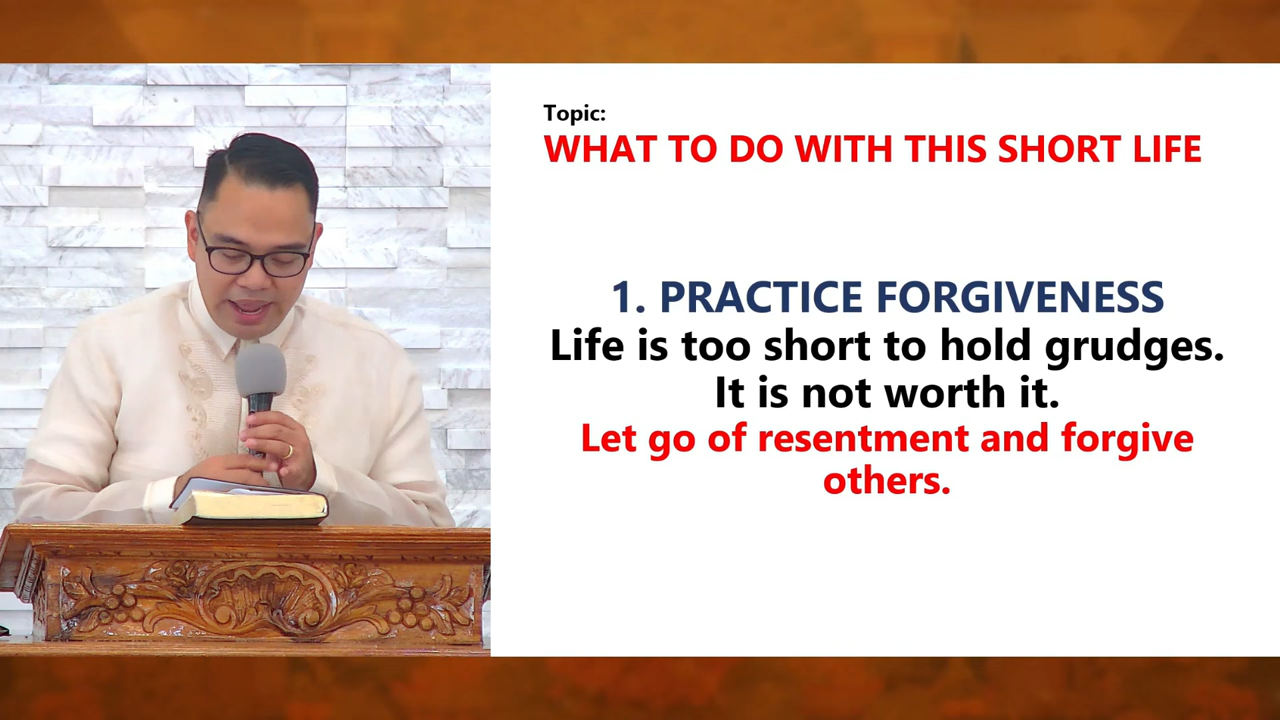 Topic:
WHAT TO DO WITH THIS SHORT LIFE
1. PRACTICE FORGIVENESS
Life is too short to hold grudges.
It is not worth it.
Let go of resentment and forgive
others.